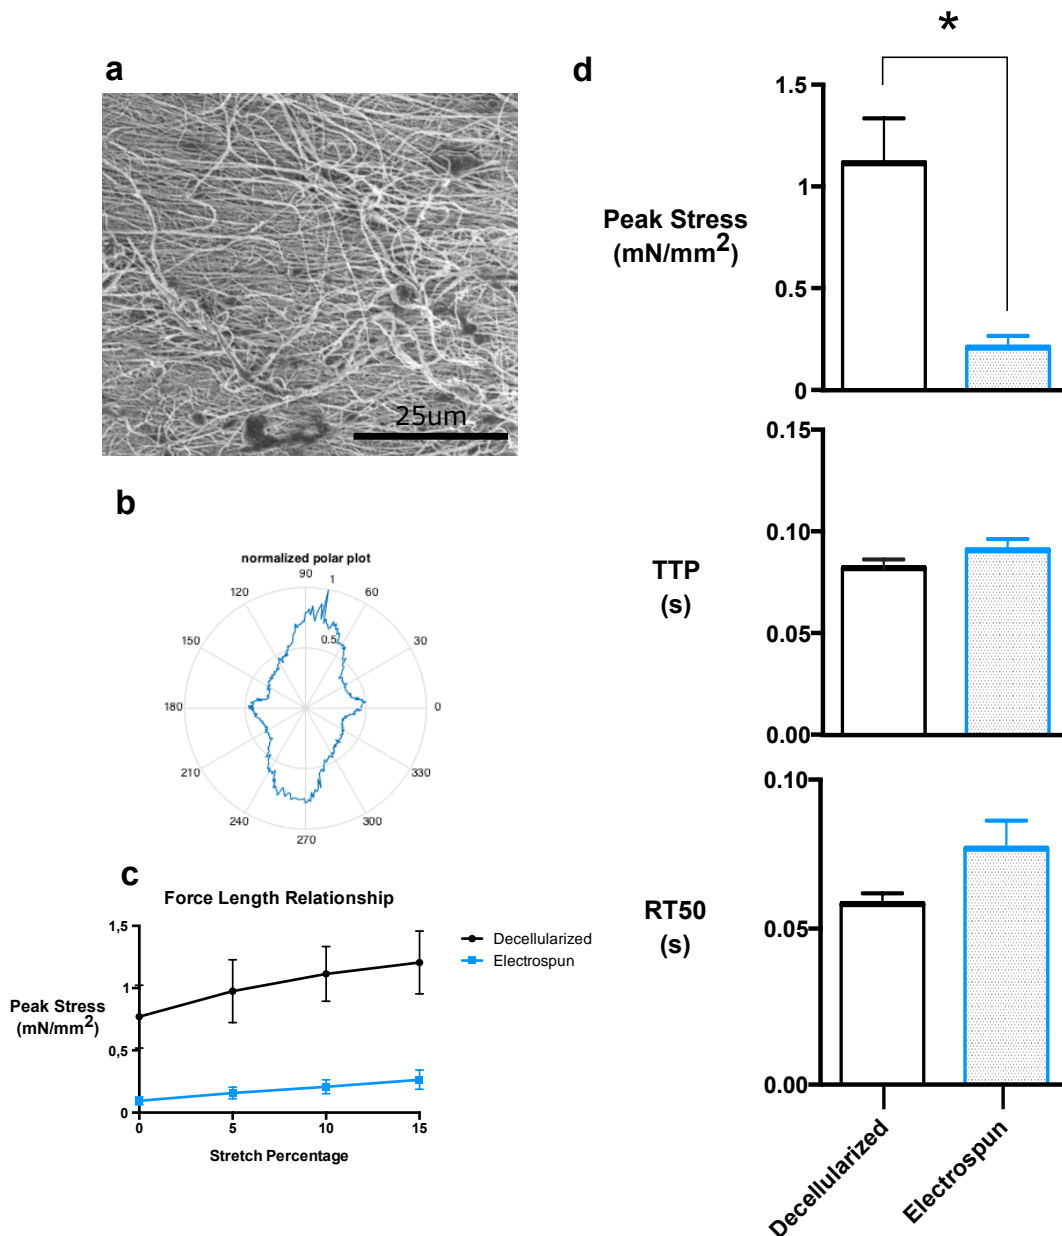 a
25um
b
normalized polar plot
90
1
120
60
0.5
150
30
180
0
210
330
240
300
270
c
Force Length Relationship
1,5
1
0,5
0
Peak Stress
(mN/mm2)
0
5
10
15
Stretch Percentage
Decellularized
Electrospun
d
*
1.5
1
0.5
0
Peak Stress
(mN/mm2)
0.15
0.10
0.05
0.00
TTP
(s)
0.10
0.05
0.00
RT50
(s)
Decellularized
Electrospun